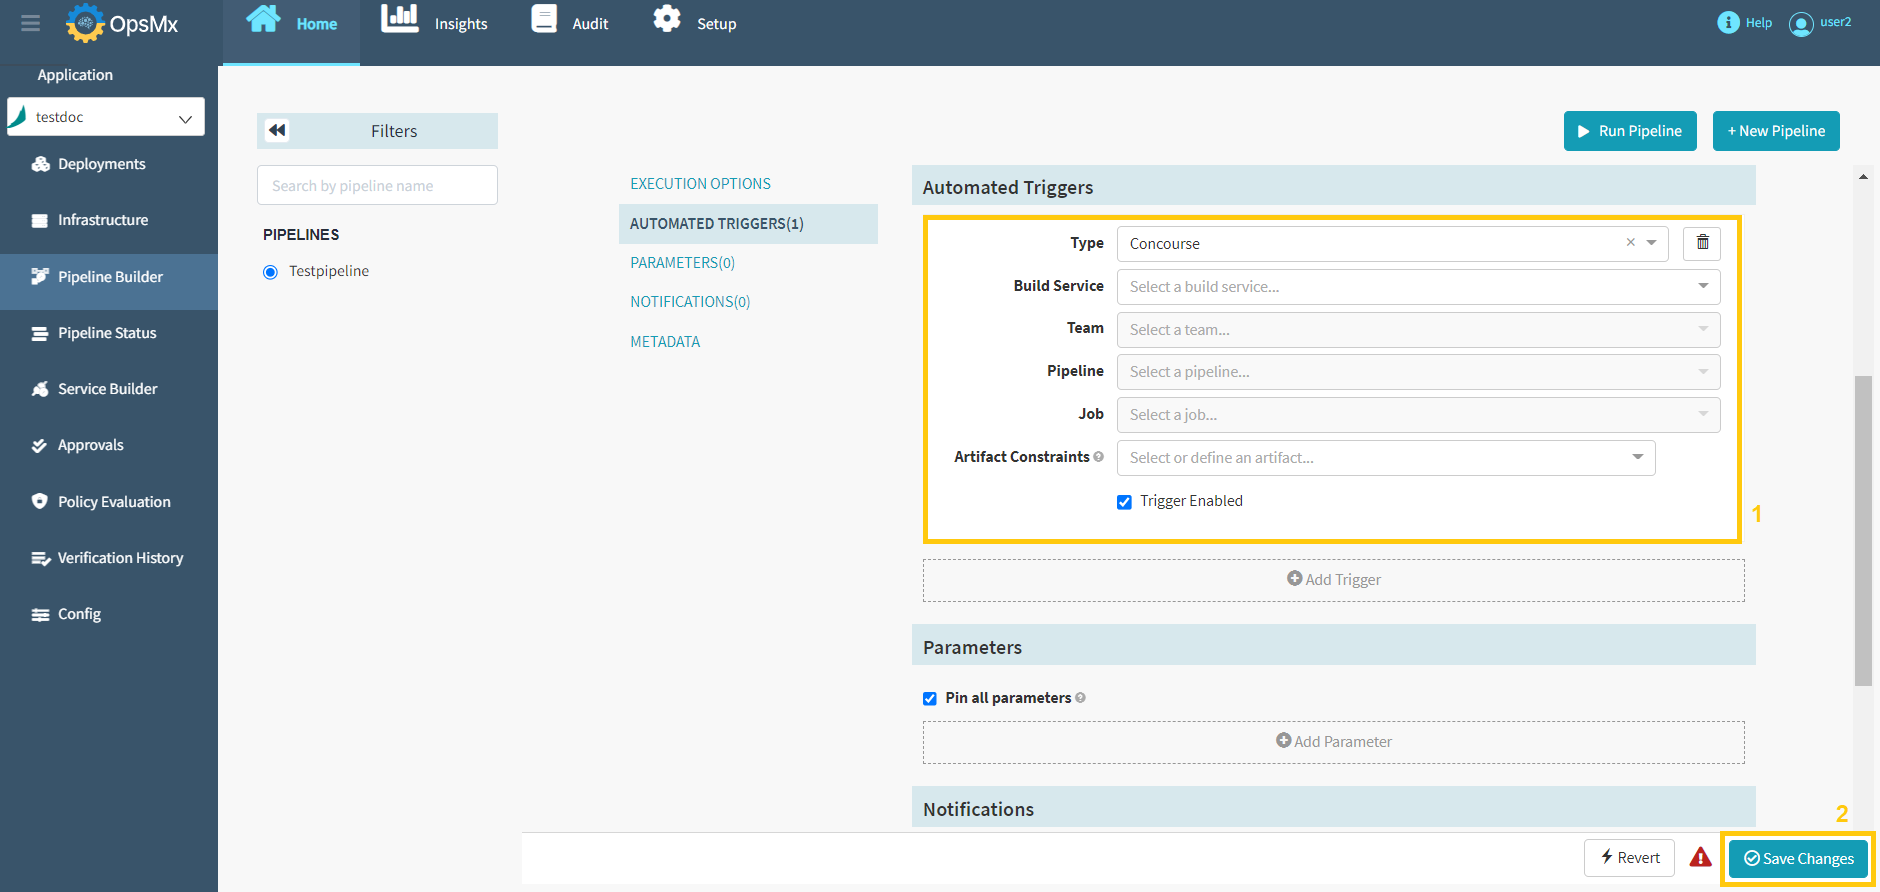 OpsMx
Home
Insights
Audit
Setup
Help
user2
Application
testdoc
Deployments
Infrastructure
Pipeline Builder
Pipeline Status
Service Builder
Approvals
Policy Evaluation
Verification History
Config
Filters
Search by pipeline name
PIPELINES
Testpipeline
Run Pipeline
+ New Pipeline
EXECUTION OPTIONS
AUTOMATED TRIGGERS(1)
PARAMETERS(0)
NOTIFICATIONS(0)
METADATA
Automated Triggers
Type Concourse ×
Build Service Select a build service...
Team Select a team...
Pipeline Select a pipeline...
Job Select a job...
Artifact Constraints Select or define an artifact...
Trigger Enabled
1
Add Trigger
Parameters
Pin all parameters
Add Parameter
Notifications
2
Revert
Save Changes